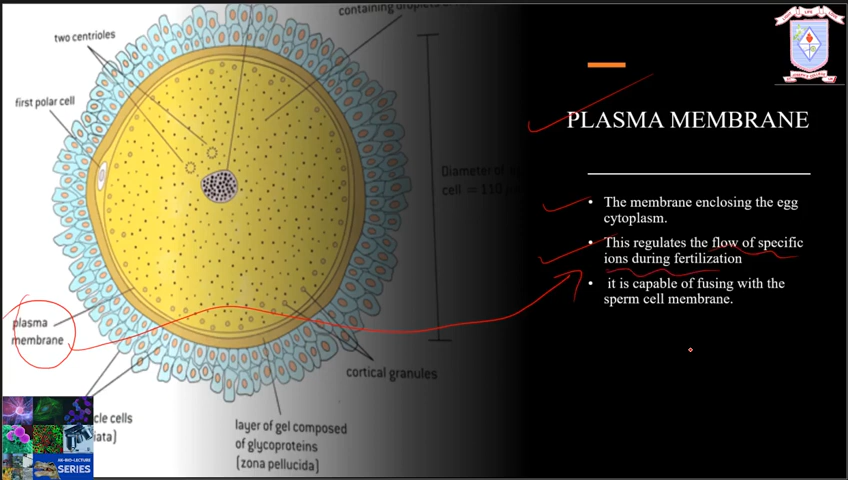 containing droplets
two centrioles
first polar cell
Diameter of
cell = 110
plasma
membrane
cortical granules
cle cells
iata)
layer of gel composed
of glycoproteins
(zona pellucida)
SERIES
PLASMA MEMBRANE
• The membrane enclosing the egg
cytoplasm.
• This regulates the flow of specific
ions during fertilization
• it is capable of fusing with the
sperm cell membrane.